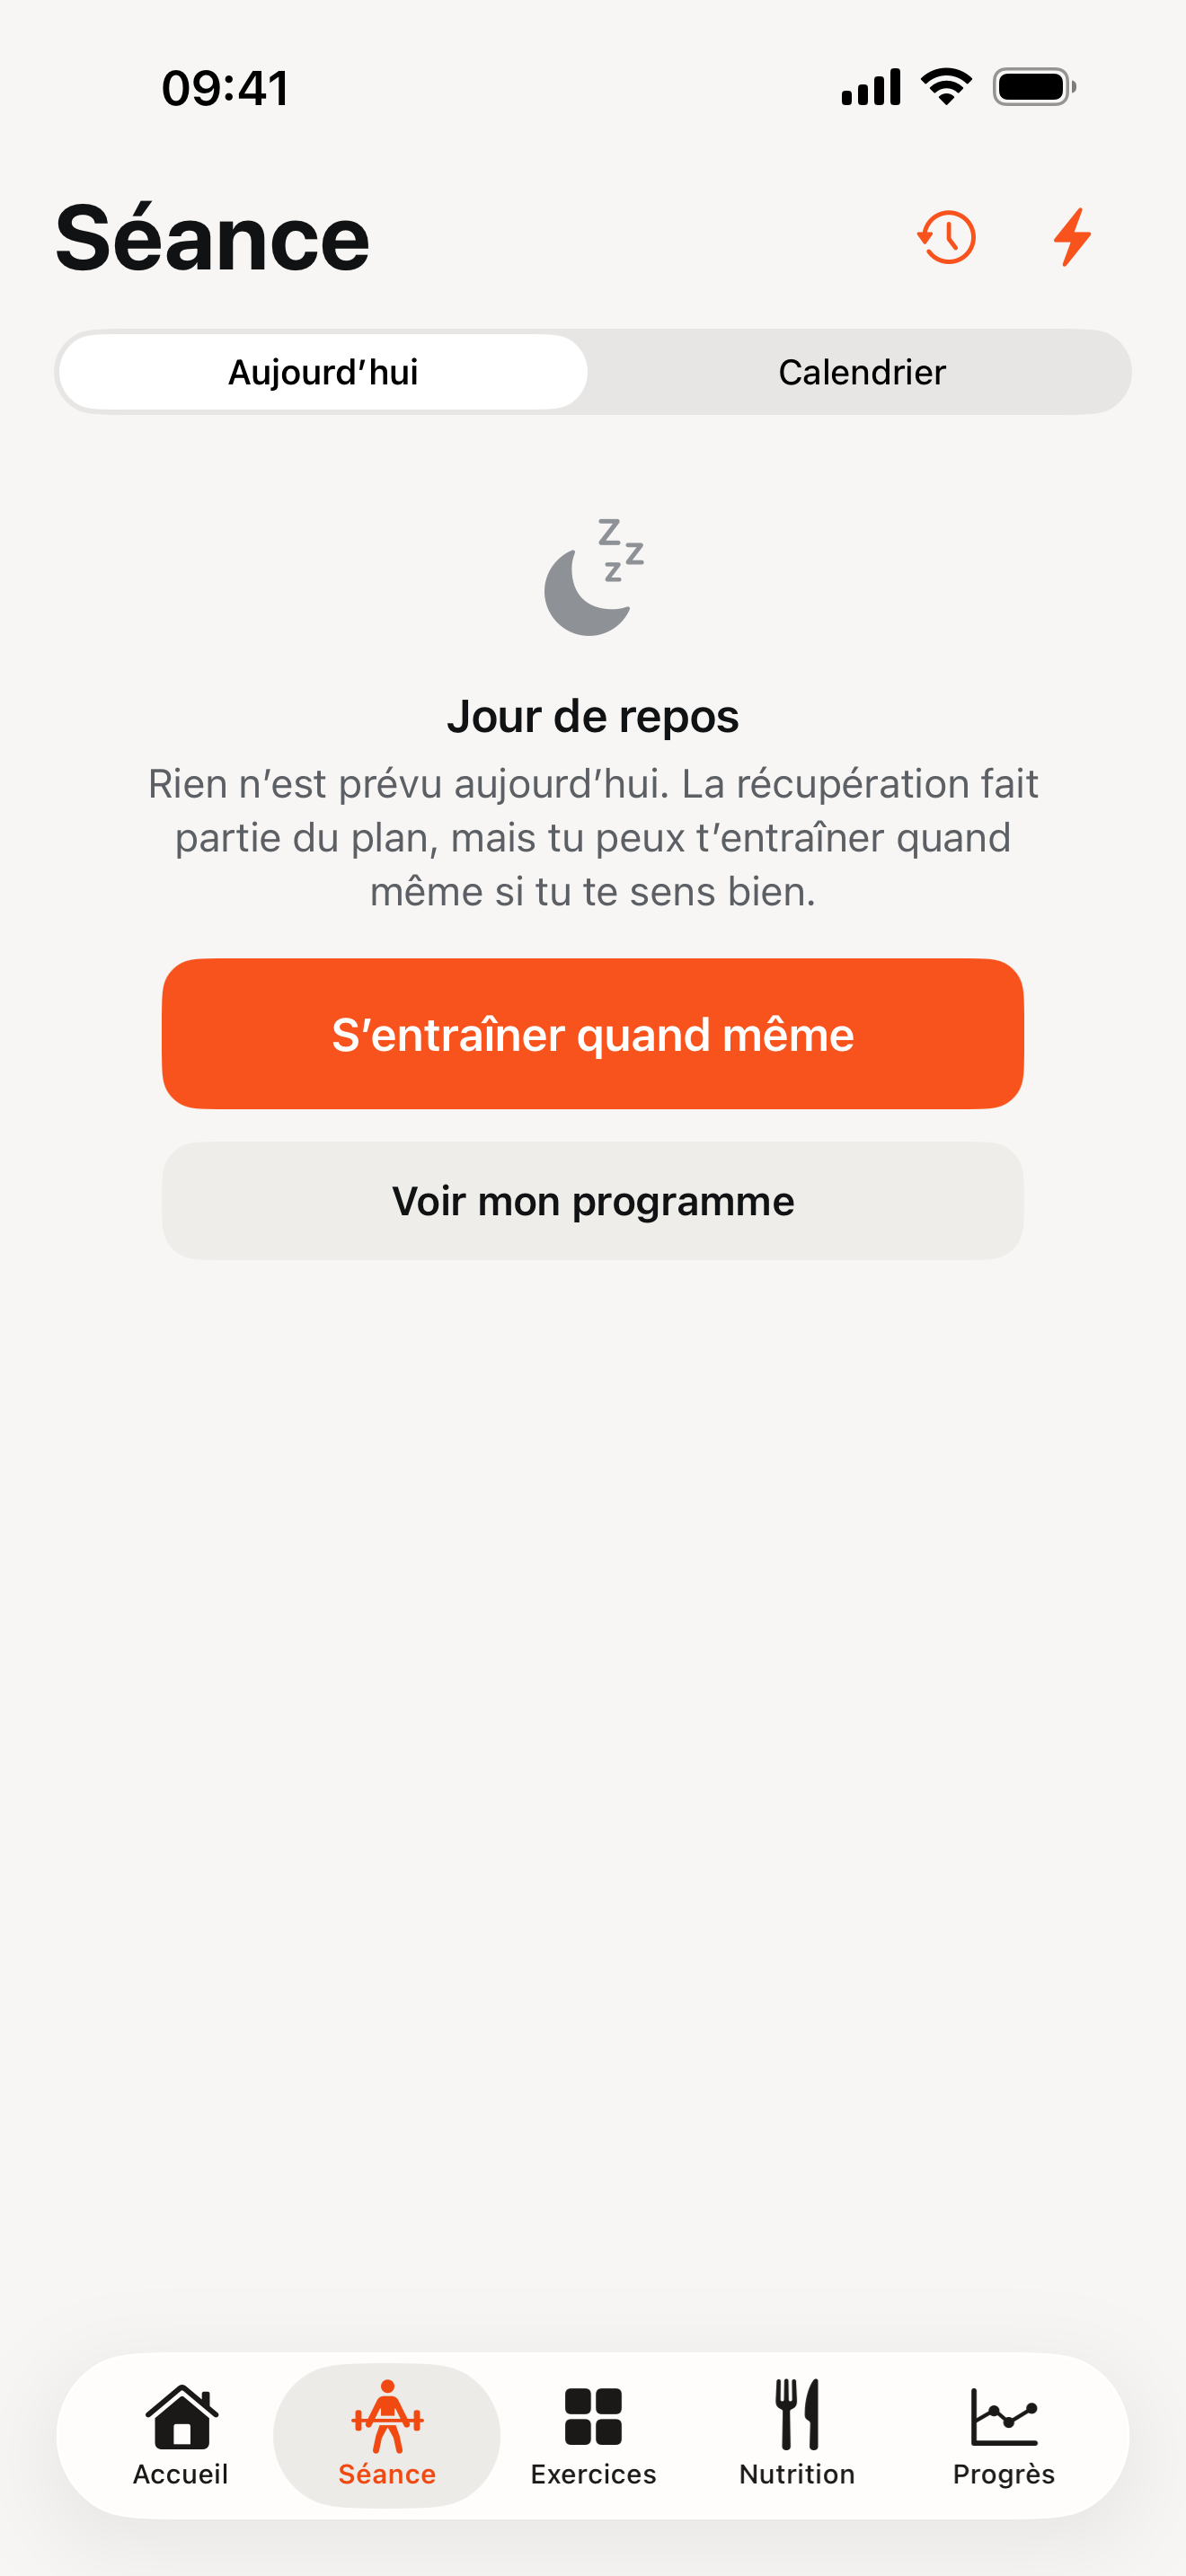 09:41
Séance
Aujourd’hui
Calendrier
z z z
Jour de repos
Rien n’est prévu aujourd’hui. La récupération fait
partie du plan, mais tu peux t’entraîner quand
même si tu te sens bien.
S’entraîner quand même
Voir mon programme
Accueil
Séance
Exercices
Nutrition
Progrès